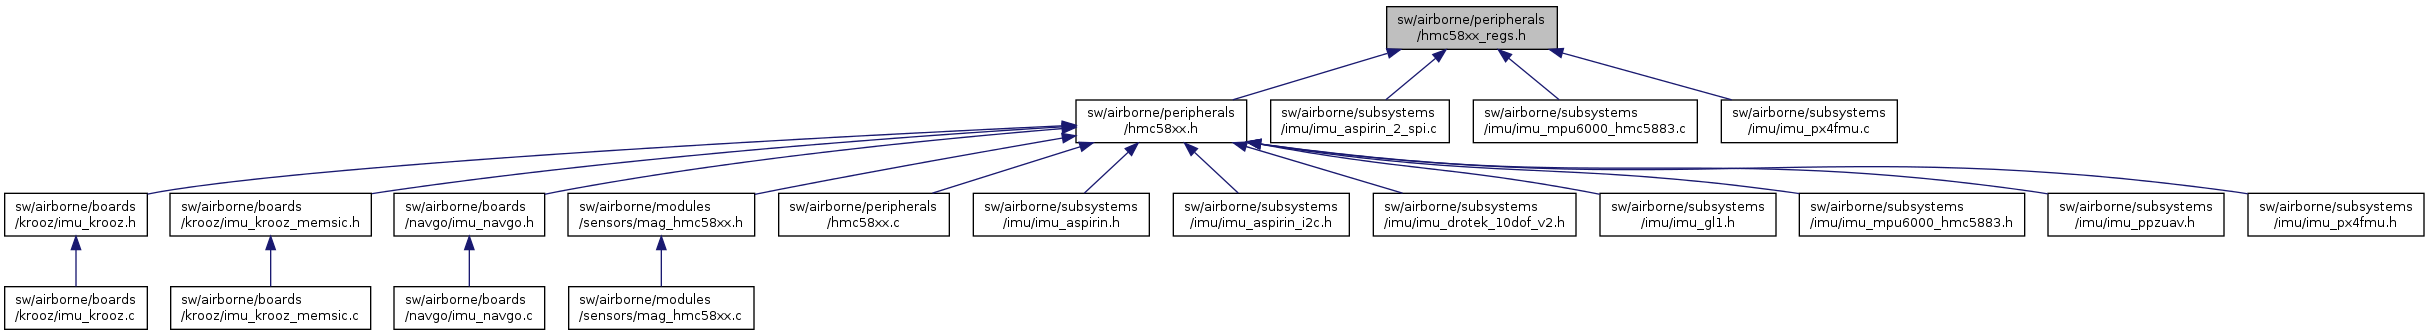 sw/airborne/peripherals
/hmc58xx_regs.h
sw/airborne/peripherals
/hmc58xx.h
sw/airborne/subsystems
/imu/imu_aspirin_2_spi.c
sw/airborne/subsystems
/imu/imu_mpu6000_hmc5883.c
sw/airborne/subsystems
/imu/imu_px4fmu.c
sw/airborne/boards
/krooz/imu_krooz.h
sw/airborne/boards
/krooz/imu_krooz_memsic.h
sw/airborne/boards
/navgo/imu_navgo.h
sw/airborne/modules
/sensors/mag_hmc58xx.h
sw/airborne/peripherals
/hmc58xx.c
sw/airborne/subsystems
/imu/imu_aspirin.h
sw/airborne/subsystems
/imu/imu_aspirin_i2c.h
sw/airborne/subsystems
/imu/imu_drotek_10dof_v2.h
sw/airborne/subsystems
/imu/imu_gl1.h
sw/airborne/subsystems
/imu/imu_mpu6000_hmc5883.h
sw/airborne/subsystems
/imu/imu_ppzuav.h
sw/airborne/subsystems
/imu/imu_px4fmu.h
sw/airborne/boards
/krooz/imu_krooz.c
sw/airborne/boards
/krooz/imu_krooz_memsic.c
sw/airborne/boards
/navgo/imu_navgo.c
sw/airborne/modules
/sensors/mag_hmc58xx.c